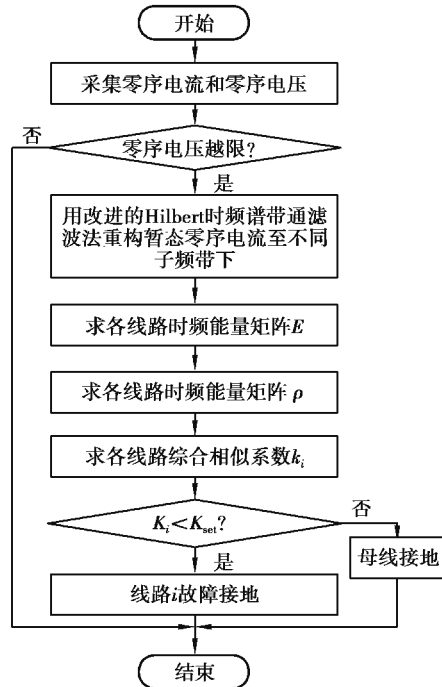 开始
采集零序电流和零序电压
否
零序电压越限?
是
用改进的Hilbert时频谱带通滤
波法重构暂态零序电流至不同
子频带下
求各线路时频能量矩阵E
求各线路时频能量矩阵 ρ
求各线路综合相似系数kᵢ
Kᵢ<K_set?
否
是
母线接地
线路i故障接地
结束